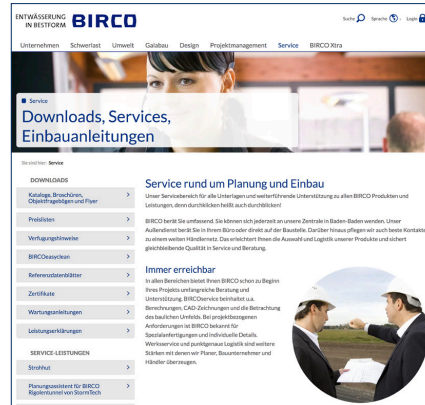 ENTWÄSSERUNG
IN BESTFORM
BIRCO
Suche
Sprache
Login
Unternehmen Schwerlast Umwelt Galabau Design Projektmanagement Service BIRCO Xtra
Service
Downloads, Services,
Einbauanleitungen
Sie sind hier: Service
DOWNLOADS
Kataloge, Broschüren,
Objektfragebögen und Flyer
Preislisten
Verfugungshinweise
BIRCOeasyclean
Referenzdatenblätter
Zertifikate
Wartungsanleitungen
Leistungserklärungen
SERVICE-LEISTUNGEN
Strohhut
Planungsassistent für BIRCO
Rigolentunnel von StormTech
Service rund um Planung und Einbau
Unser Servicebereich für alle Unterlagen und weiterführende Unterstützung zu allen BIRCO Produkten und
Leistungen, denn durchklicken heißt auch durchblicken!
BIRCO berät Sie umfassend. Sie können sich jederzeit an unsere Zentrale in Baden-Baden wenden. Unser
Außendienst berät Sie in Ihrem Büro oder direkt auf der Baustelle. Darüber hinaus pflegen wir auch beste Kontakte
zu einem weiten Händlernetz. Das erleichtert Ihnen die Auswahl und Logistik unserer Produkte und sichert
gleichbleibende Qualität in Service und Beratung.
Immer erreichbar
In allen Bereichen bietet Ihnen BIRCO schon zu Beginn
Ihres Projekts umfangreiche Beratung und
Unterstützung. BIRCOservice beinhaltet u.a.
Berechnungen, CAD-Zeichnungen und die Betrachtung
des baulichen Umfelds. Bei projektbezogenen
Anforderungen ist BIRCO bekannt für
Spezialanfertigungen und individuelle Details.
Werksservice und punktgenaue Logistik sind weitere
Stärken mit denen wir Planer, Bauunternehmer und
Händler überzeugen.